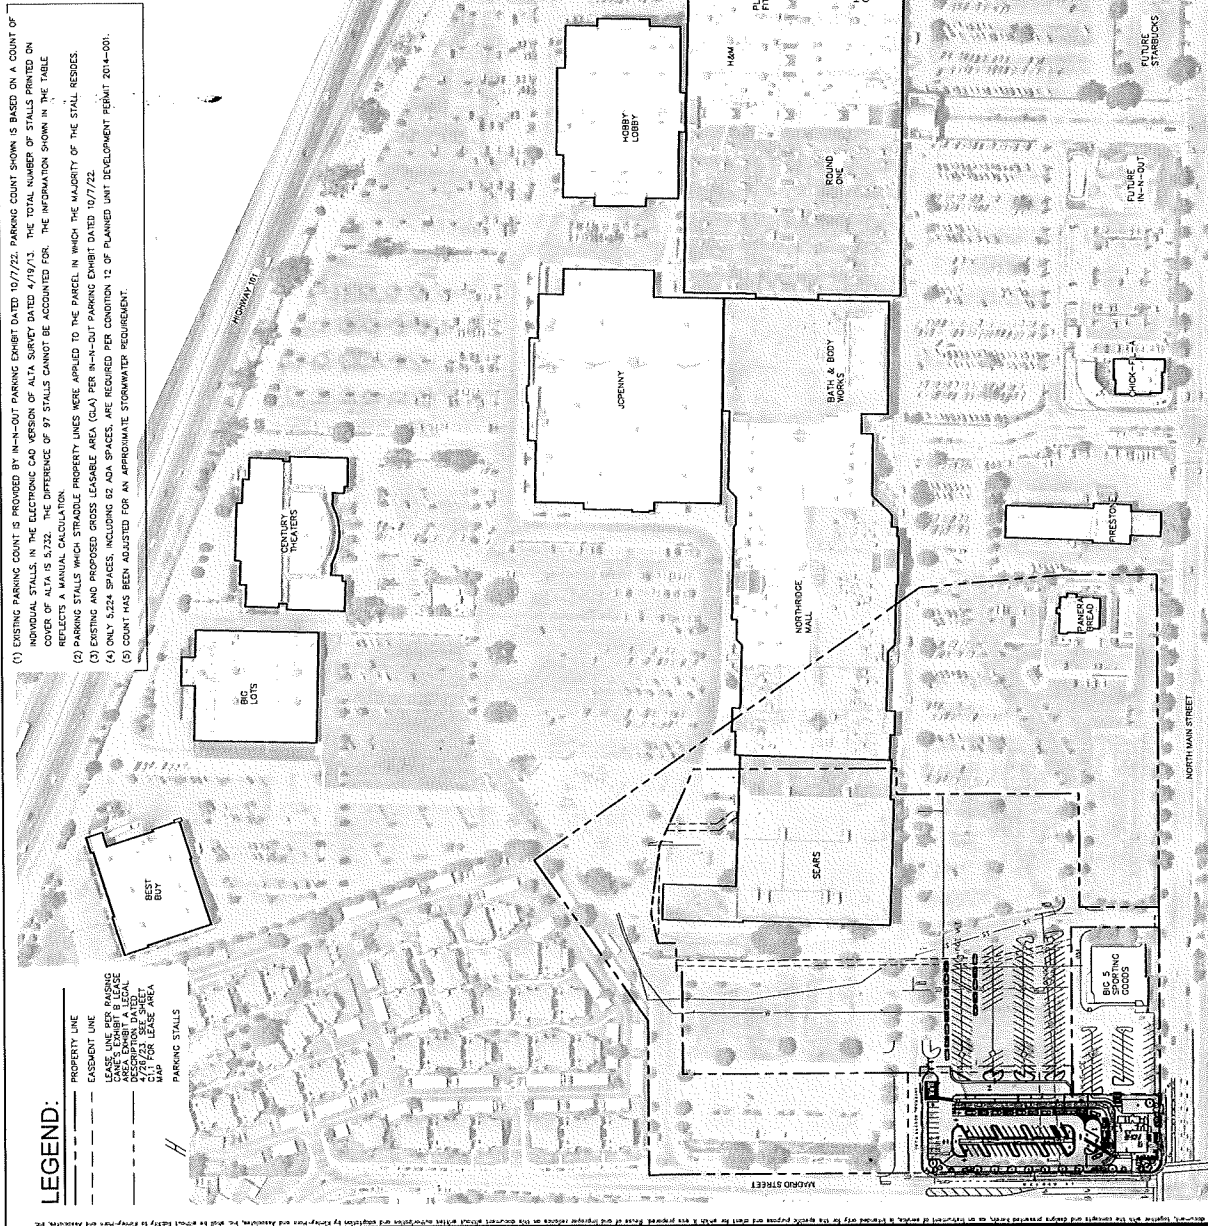 (1) EXISTING PARKING COUNT IS PROVIDED BY IN-N-OUT PARKING EXHIBIT DATED 10/7/22. PARKING COUNT SHOWN IS BASED ON A COUNT OF
INDIVIDUAL STALLS, IN THE ELECTRONIC CAD VERSION OF ALTA SURVEY DATED 4/19/13. THE TOTAL NUMBER OF STALLS PRINTED ON
COVER OF ALTA IS 5,732. THE DIFFERENCE OF 97 STALLS CANNOT BE ACCOUNTED FOR. THE INFORMATION SHOWN IN THE TABLE
REFLECTS A MANUAL CALCULATION.
(2) PARKING STALLS WHICH STRADDLE PROPERTY LINES WERE APPLIED TO THE PARCEL IN WHICH THE MAJORITY OF THE STALL RESIDES.
(3) EXISTING AND PROPOSED GROSS LEASABLE AREA (GLA) PER IN-N-OUT PARKING EXHIBIT DATED 10/7/22.
(4) ONLY 5,224 SPACES, INCLUDING 62 ADA SPACES, ARE REQUIRED PER CONDITION 12 OF PLANNED UNIT DEVELOPMENT PERMIT 2014-001.
(5) COUNT HAS BEEN ADJUSTED FOR AN APPROXIMATE STORMWATER REQUIREMENT.
LEGEND:
PROPERTY LINE
EASEMENT LINE
LEASE LINE PER RAISING
CANE'S EXHIBIT B LEASE
AREA EXHIBIT A LEGAL
DESCRIPTION DATED
4/26/23. SEE SHEET
C1.1 FOR LEASE AREA
MAP
PARKING STALLS
HIGHWAY 101
BEST
BUY
BIG
LOTS
CENTURY
THEATERS
HOBBY
LOBBY
JCPENNY
H&M
ROUND
ONE
BATH & BODY
WORKS
NORTHRIDGE
MALL
SEARS
FUTURE
STARBUCKS
FUTURE
IN-N-OUT
CHICK-FIL-A
FIRESTONE
PANERA
BREAD
BIG 5
SPORTING
GOODS
MADRID STREET
NORTH MAIN STREET